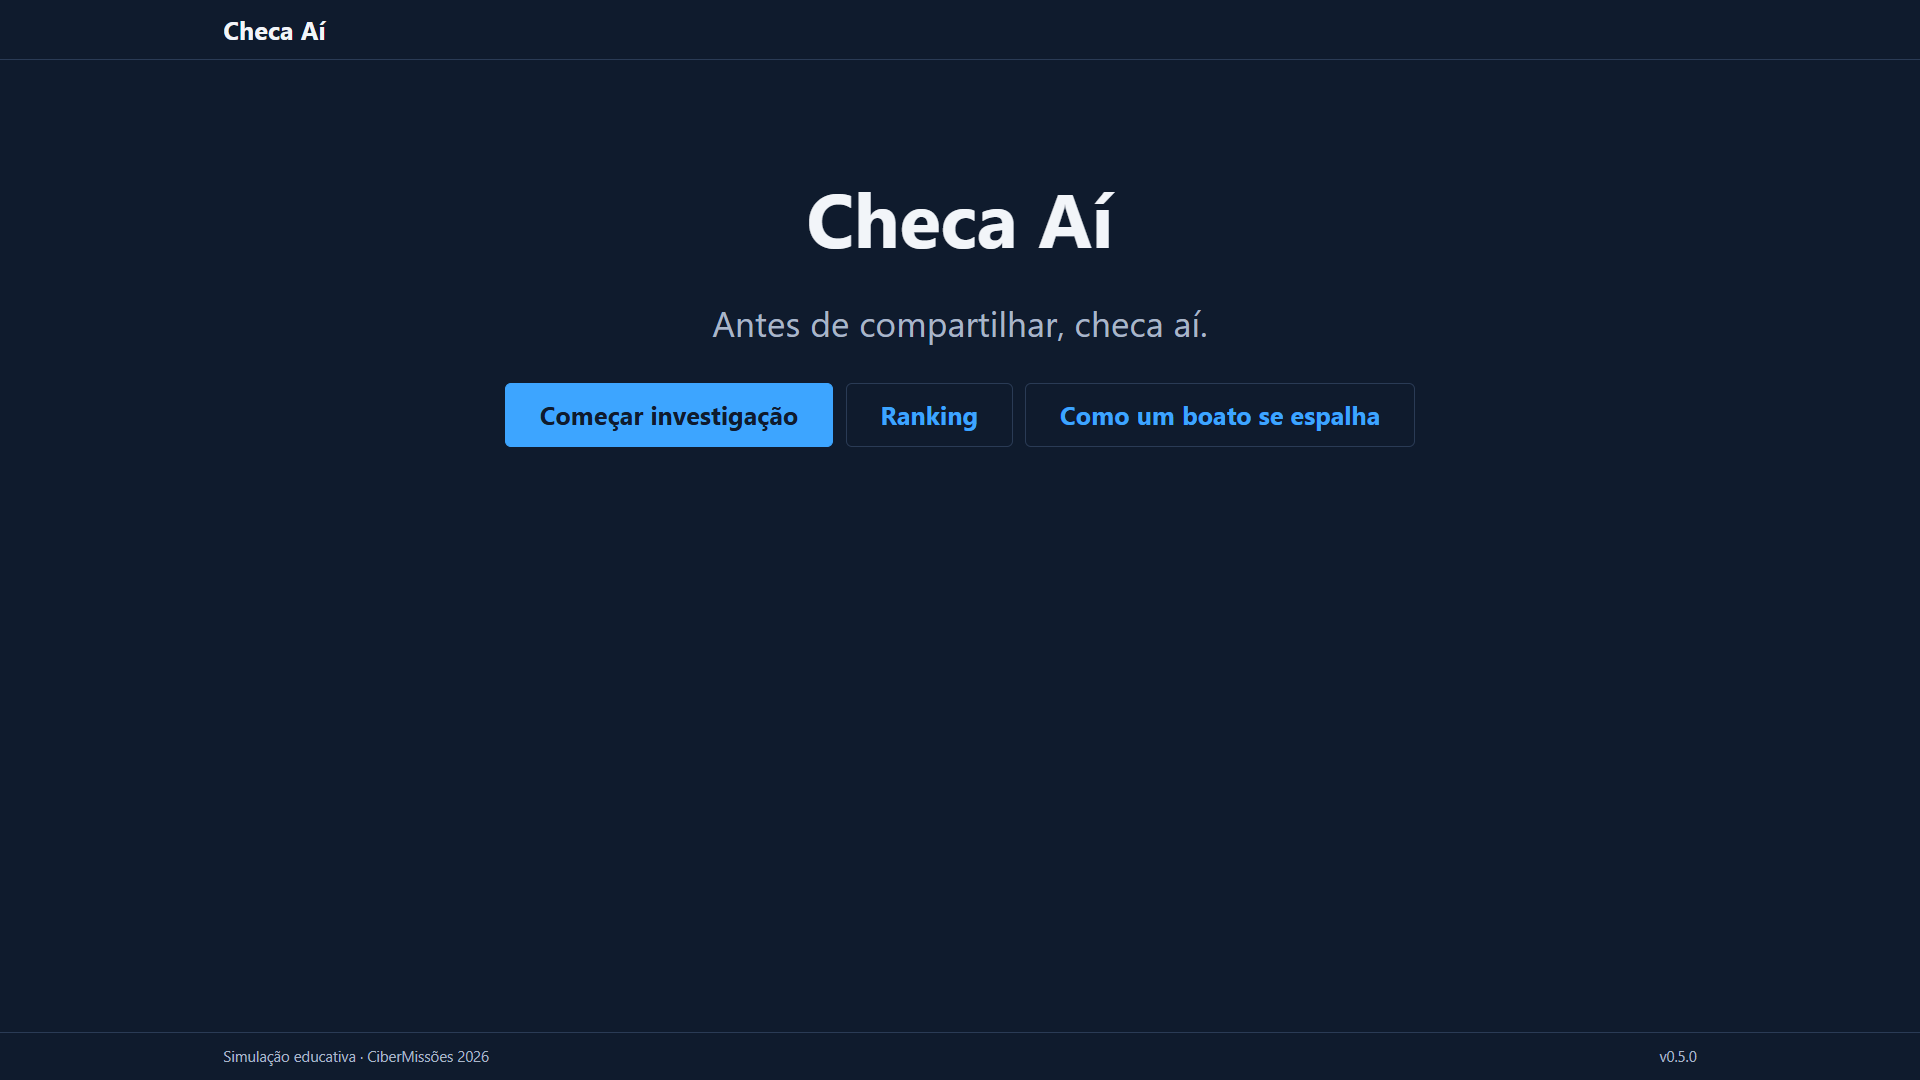 Checa Aí
Checa Aí
Antes de compartilhar, checa aí.
Começar investigação
Ranking
Como um boato se espalha
Simulação educativa · CiberMissões 2026
v0.5.0